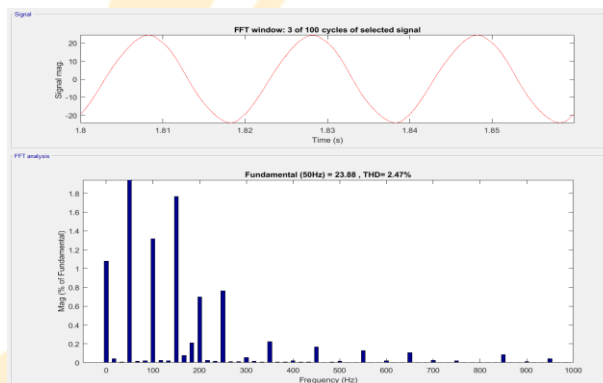 Signal
FFT window: 3 of 100 cycles of selected signal
20
10
0
-10
-20
Signal mag.
1.8 1.81 1.82 1.83 1.84 1.85
Time (s)
FFT analysis
Fundamental (50Hz) = 23.88 , THD= 2.47%
1.8
1.6
1.4
1.2
1
0.8
0.6
0.4
0.2
0
Mag (% of Fundamental)
0 100 200 300 400 500 600 700 800 900 1000
Frequency (Hz)